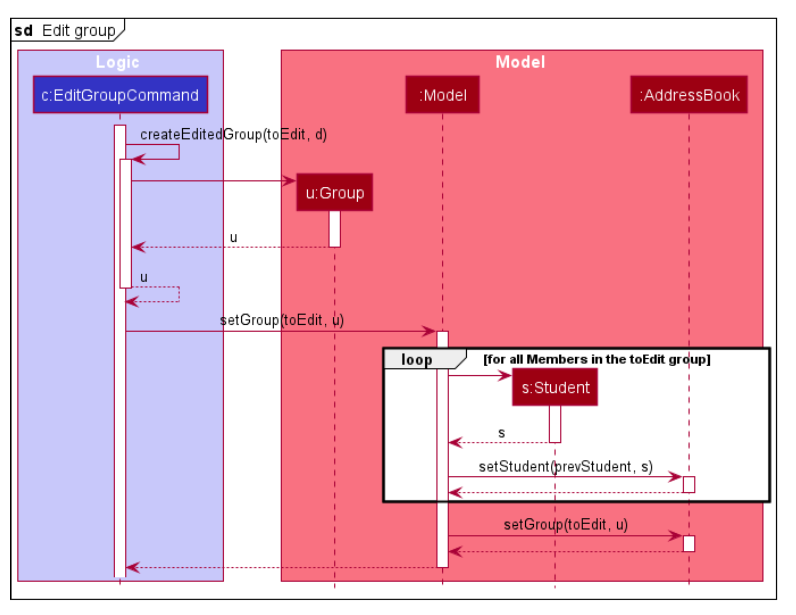 sd Edit group
Logic
Model
c:EditGroupCommand
:Model
:AddressBook
createEditedGroup(toEdit, d)
u:Group
u
u
setGroup(toEdit, u)
loop
[for all Members in the toEdit group]
s:Student
s
setStudent(prevStudent, s)
setGroup(toEdit, u)